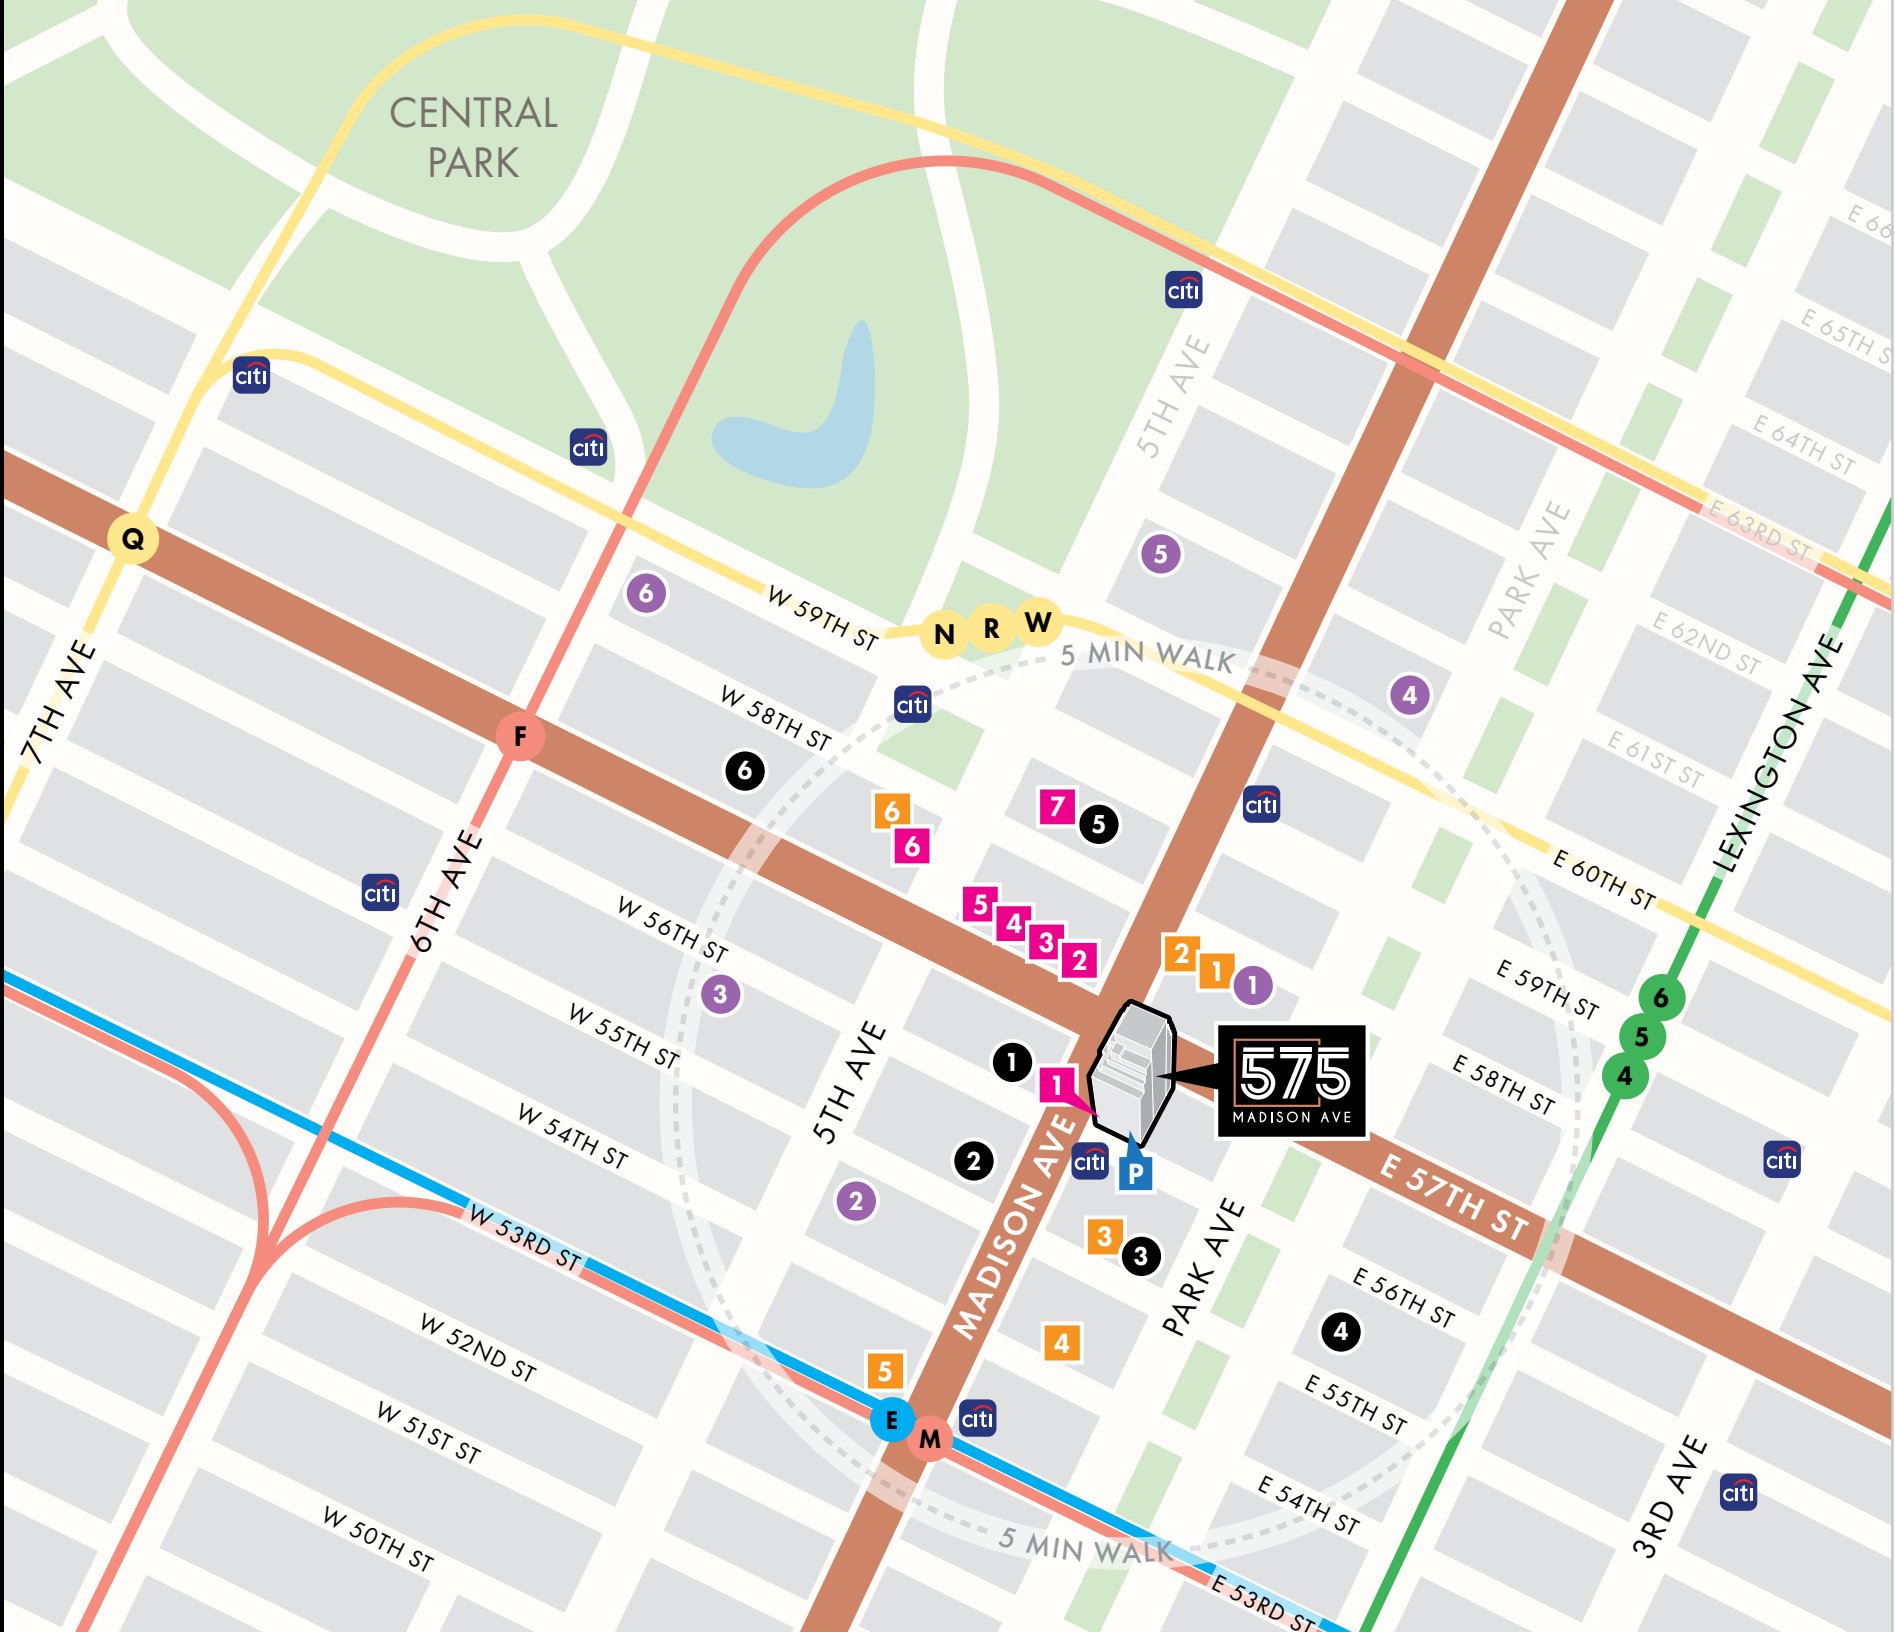 CENTRAL
PARK
E 66
citi
E 65TH S
5TH AVE
citi
E 64TH ST
citi
PARK AVE
E 63RD ST
Q
5
6
W 59TH ST
N
R
W
E 62ND ST
5 MIN WALK
7TH AVE
4
LEXINGTON AVE
citi
W 58TH ST
F
E 61ST ST
6
7
5
citi
6
6
6TH AVE
E 60TH ST
citi
5
4
3
2
W 56TH ST
2
1
1
E 59TH ST
3
6
5
4
W 55TH ST
1
575
MADISON AVE
1
5TH AVE
E 58TH ST
W 54TH ST
2
citi
P
citi
E 57TH ST
2
MADISON AVE
3
3
PARK AVE
W 53RD ST
E 56TH ST
4
W 52ND ST
4
5
E 55TH ST
E
M
citi
W 51ST ST
3RD AVE
citi
E 54TH ST
W 50TH ST
5 MIN WALK
E 53RD ST